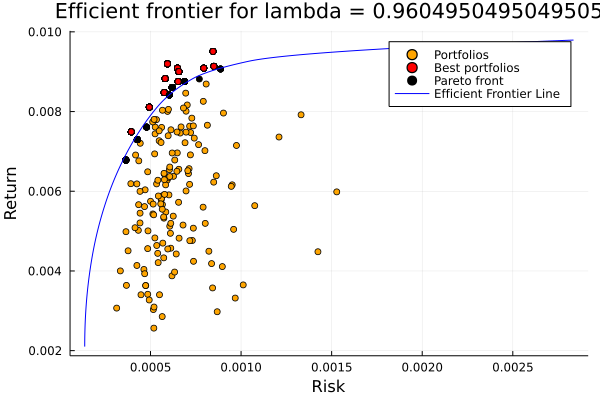 Efficient frontier for lambda = 0.9604950495049505
0.010
0.008
0.006
0.004
0.002
Return
Portfolios
Best portfolios
Pareto front
Efficient Frontier Line
0.0005
0.0010
0.0015
0.0020
0.0025
Risk